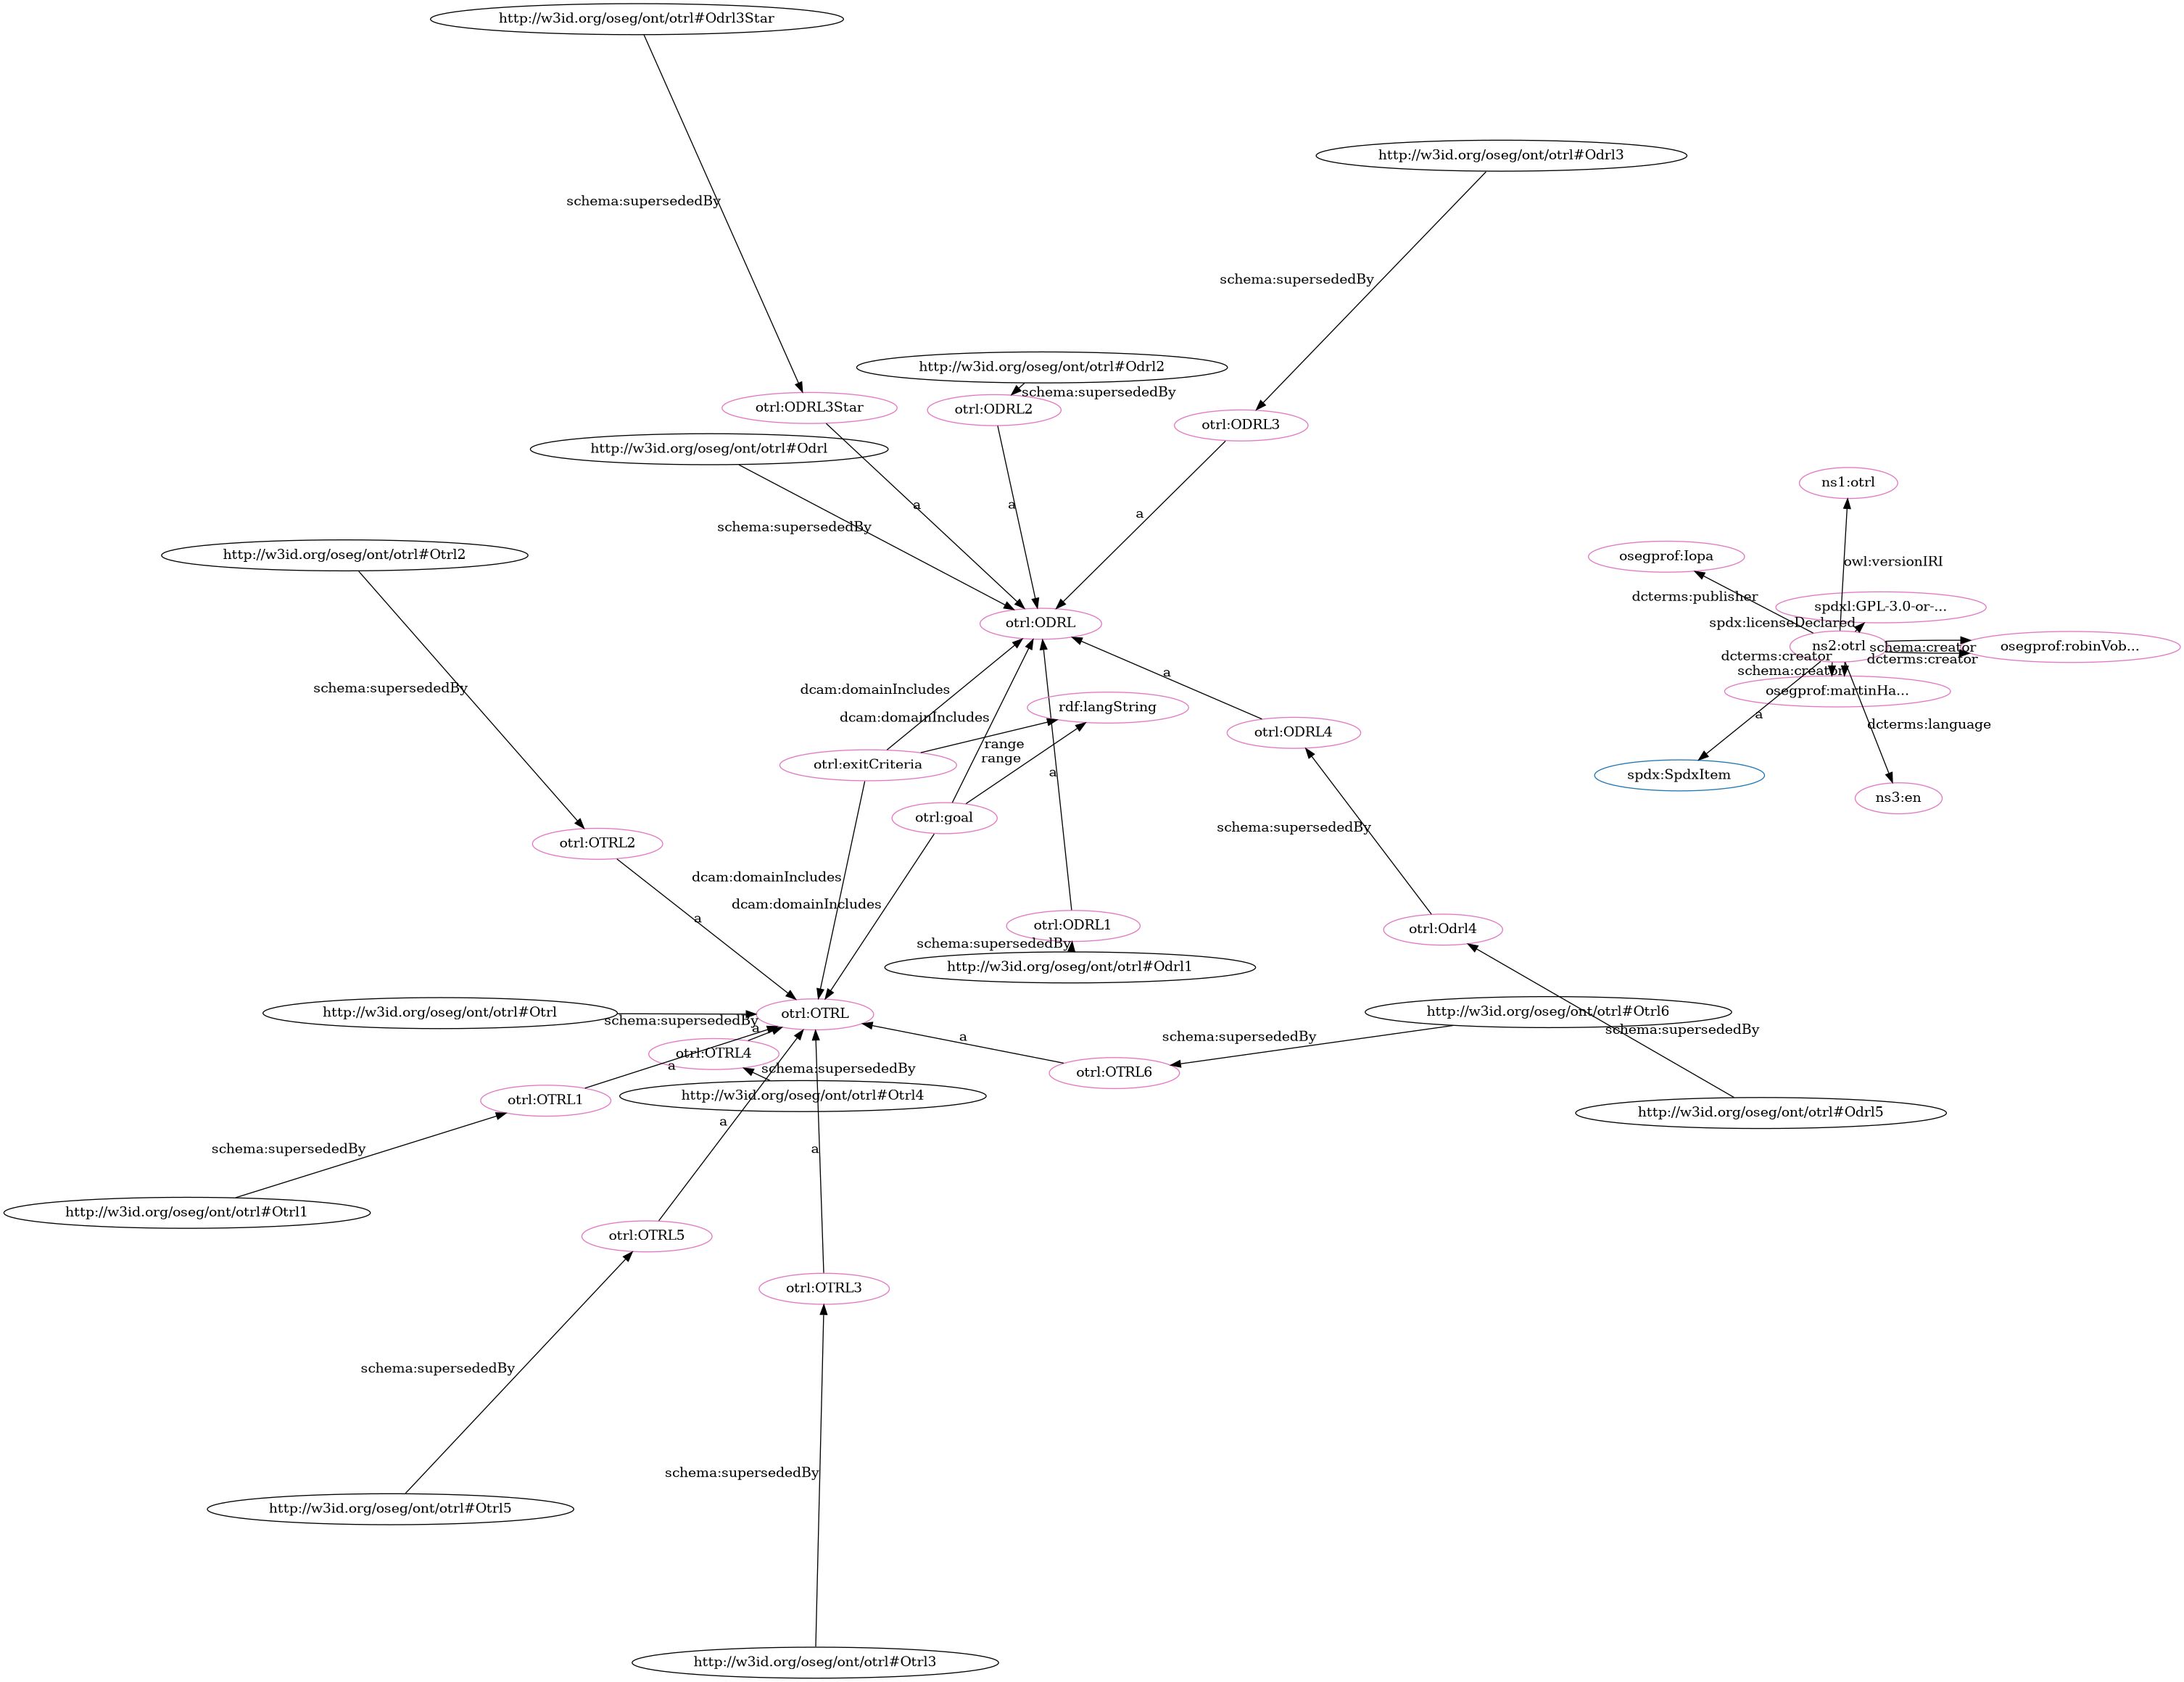 http://w3id.org/oseg/ont/otrl#Odrl3Star
http://w3id.org/oseg/ont/otrl#Odrl3
schema:supersededBy
schema:supersededBy
http://w3id.org/oseg/ont/otrl#Odrl2
schema:supersededBy
otrl:ODRL3Star
otrl:ODRL2
otrl:ODRL3
http://w3id.org/oseg/ont/otrl#Odrl
ns1:otrl
a
a
a
schema:supersededBy
http://w3id.org/oseg/ont/otrl#Otrl2
osegprof:Iopa
owl:versionIRI
dcterms:publisher
spdxl:GPL-3.0-or-...
otrl:ODRL
spdx:licenseDeclared
ns2:otrl
schema:creator
osegprof:robinVob...
dcterms:creator
dcterms:creator
schema:creator
a
schema:supersededBy
dcam:domainIncludes
osegprof:martinHa...
rdf:langString
dcam:domainIncludes
a
dcterms:language
otrl:ODRL4
range
range
otrl:exitCriteria
a
spdx:SpdxItem
ns3:en
otrl:goal
schema:supersededBy
otrl:OTRL2
dcam:domainIncludes
dcam:domainIncludes
a
otrl:ODRL1
otrl:Odrl4
schema:supersededBy
http://w3id.org/oseg/ont/otrl#Odrl1
http://w3id.org/oseg/ont/otrl#Otrl
otrl:OTRL
http://w3id.org/oseg/ont/otrl#Otrl6
schema:supersededBy
a
schema:supersededBy
a
schema:supersededBy
otrl:OTRL4
a
schema:supersededBy
otrl:OTRL6
http://w3id.org/oseg/ont/otrl#Otrl4
otrl:OTRL1
http://w3id.org/oseg/ont/otrl#Odrl5
a
schema:supersededBy
a
http://w3id.org/oseg/ont/otrl#Otrl1
otrl:OTRL5
otrl:OTRL3
schema:supersededBy
schema:supersededBy
http://w3id.org/oseg/ont/otrl#Otrl5
http://w3id.org/oseg/ont/otrl#Otrl3